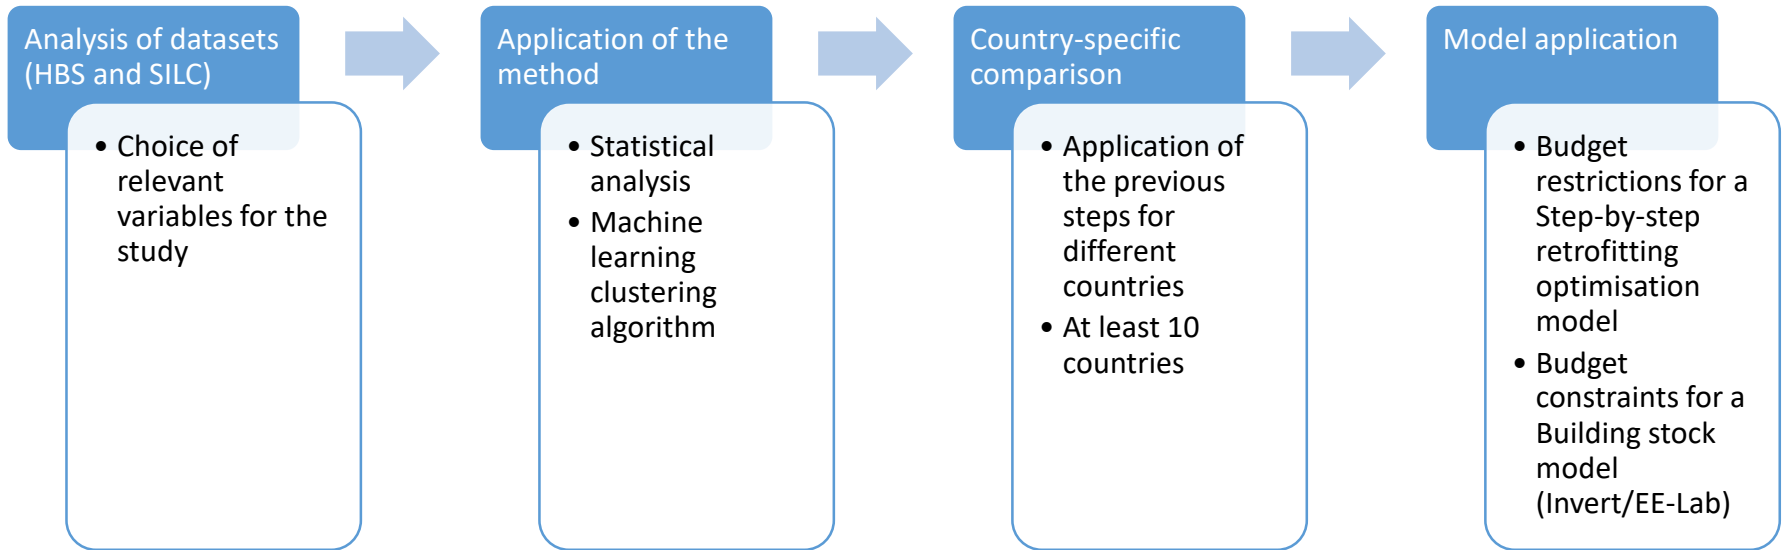 Analysis of datasets
(HBS and SILC)
• Choice of
relevant
variables for the
study
Application of the
method
• Statistical
analysis
• Machine
learning
clustering
algorithm
Country-specific
comparison
• Application of
the previous
steps for
different
countries
• At least 10
countries
Model application
• Budget
restrictions for a
Step-by-step
retrofitting
optimisation
model
• Budget
constraints for a
Building stock
model
(Invert/EE-Lab)